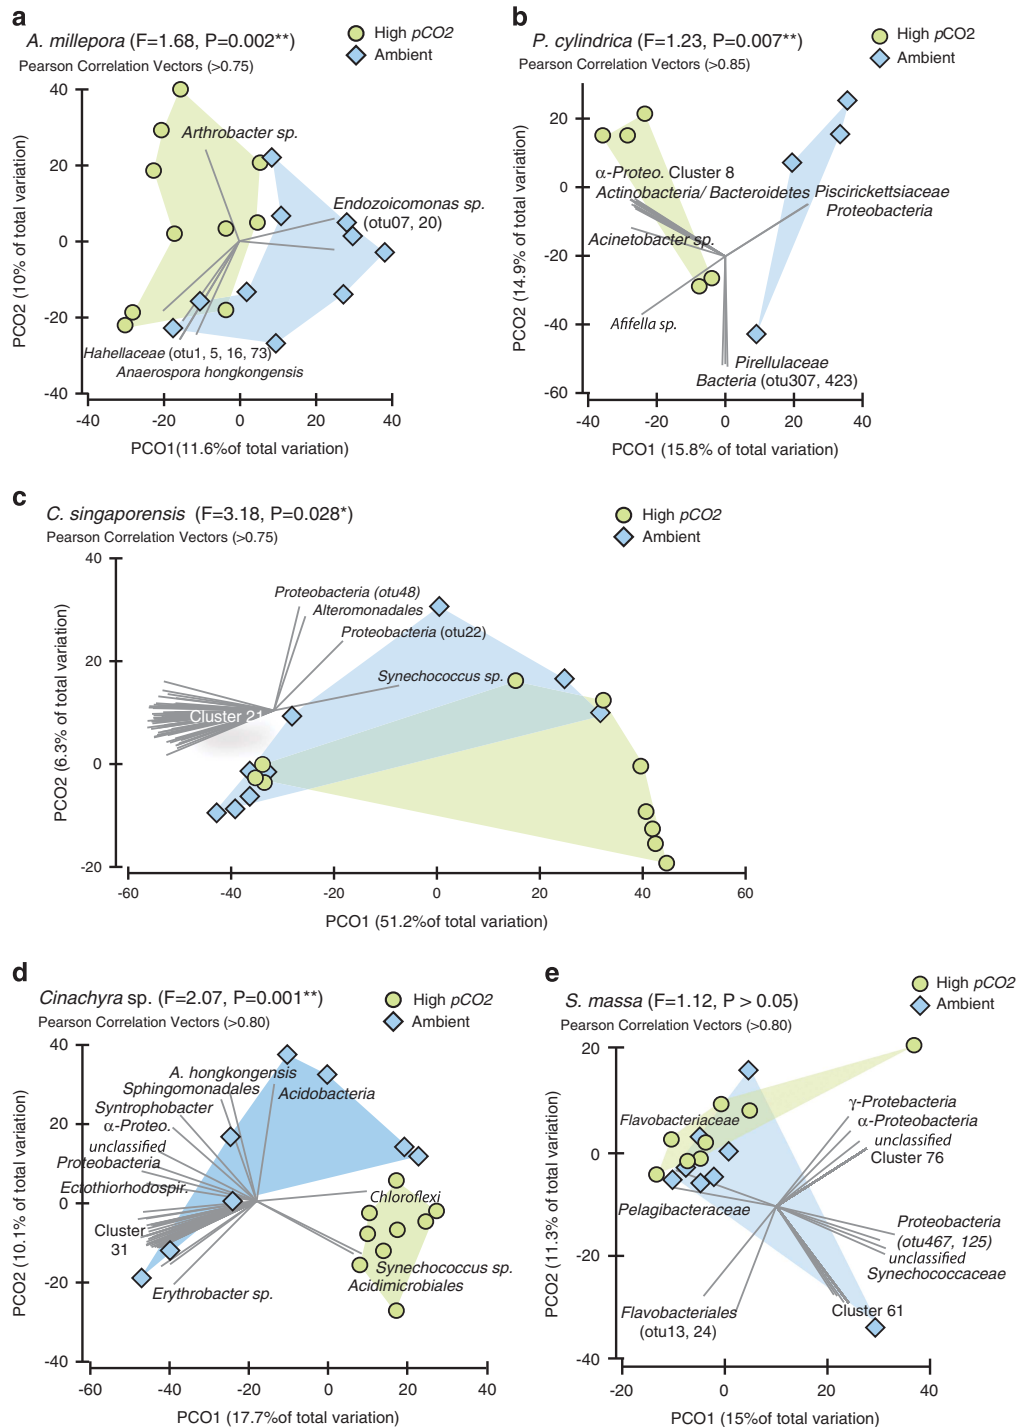 a
A. millepora (F=1.68, P=0.002**)
Pearson Correlation Vectors (>0.75)
High pCO2
Ambient
40
20
0
-20
-40
PCO2 (10% of total variation)
Arthrobacter sp.
Endozoicomonas sp.
(otu07, 20)
Hahellaceae (otu1, 5, 16, 73)
Anaerospora hongkongensis
-40 -20 0 20 40
PCO1(11.6%of total variation)
b
P. cylindrica (F=1.23, P=0.007**)
Pearson Correlation Vectors (>0.85)
High pCO2
Ambient
20
0
-20
-40
-60
PCO2 (14.9% of total variation)
α-Proteo. Cluster 8
Actinobacteria/ Bacteroidetes
Piscirickettsiaceae
Proteobacteria
Acinetobacter sp.
Afifella sp.
Pirellulaceae
Bacteria (otu307, 423)
-40 -20 0 20 40
PCO1 (15.8% of total variation)
c
C. singaporensis (F=3.18, P=0.028*)
Pearson Correlation Vectors (>0.75)
High pCO2
Ambient
40
20
0
-20
PCO2 (6.3% of total variation)
Proteobacteria (otu48)
Alteromonadales
Proteobacteria (otu22)
Synechococus sp.
Cluster 21
-60 -40 -20 0 20 40 60
PCO1 (51.2%of total variation)
d
Cinachyra sp. (F=2.07, P=0.001**)
Pearson Correlation Vectors (>0.80)
High pCO2
Ambient
40
20
0
-20
-40
PCO2 (10.1% of total variation)
A. hongkongensis
Sphingomonadales
Acidobacteria
Syntrophobacter
α-Proteo.
unclassified
Proteobacteria
Ectothiorhodospir.
Chloroflexi
Cluster
31
Synechococcus sp.
Acidimicrobiales
Erythrobacter sp.
-60 -40 -20 0 20 40
PCO1 (17.7%of total variation)
e
S. massa (F=1.12, P > 0.05)
Pearson Correlation Vectors (>0.80)
High pCO2
Ambient
20
0
-20
40
PCO2 (11.3% of total variation)
Flavobacteriaceae
γ-Protebacteria
α-Proteobacteria
unclassified
Cluster 76
Pelagibacteraceae
Proteobacteria
(otu467, 125)
unclassified
Synechococcaceae
Cluster 61
Flavobacteriales
(otu13, 24)
-20 0 20 40
PCO1 (15%of total variation)